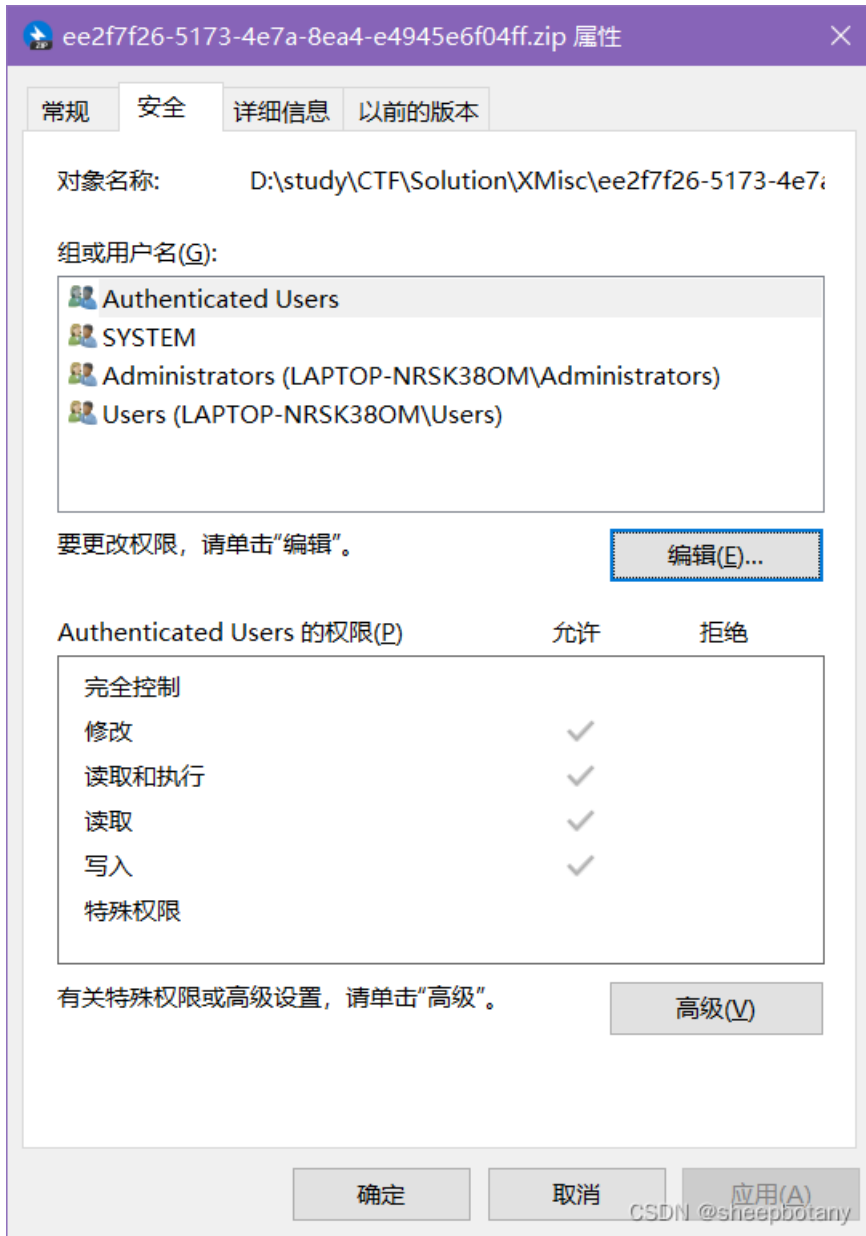 ee2f7f26-5173-4e7a-8ea4-e4945e6f04ff.zip 属性
常规 安全 详细信息 以前的版本
对象名称: D:\study\CTF\Solution\XMisc\ee2f7f26-5173-4e7a
组或用户名(G):
Authenticated Users
SYSTEM
Administrators (LAPTOP-NRSK38OM\Administrators)
Users (LAPTOP-NRSK38OM\Users)
要更改权限，请单击“编辑”。 编辑(E)...
Authenticated Users 的权限(P) 允许 拒绝
完全控制
修改
读取和执行
读取
写入
特殊权限
有关特殊权限或高级设置，请单击“高级”。 高级(V)
确定 取消 应用(A)
CSDN @sheepbotany